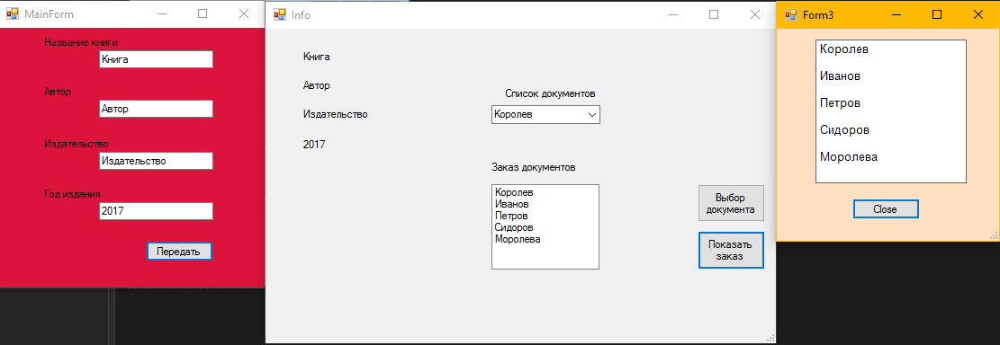 MainForm
Название книги
Книга
Автор
Автор
Издательство
Издательство
Год издания
2017
Передать
Info
Книга
Автор
Издательство
2017
Список документов
Королев
Заказ документов
Королев
Иванов
Петров
Сидоров
Моролева
Выбор
документа
Показать
заказ
Form3
Королев
Иванов
Петров
Сидоров
Моролева
Close